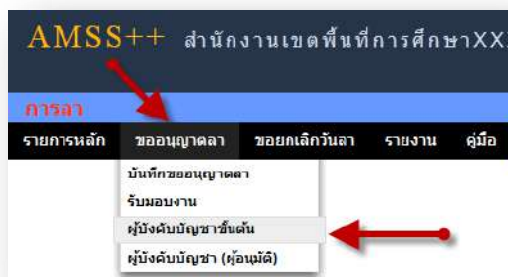 AMSS++ สำนักงานเขตพื้นที่การศึกษาXX
การลา
รายการหลัก ขออนุญาตลา ขอยกเลิกวันลา รายงาน คู่มือ
บันทึกขออนุญาตลา
รับมอบงาน
ผู้บังคับบัญชาขั้นต้น
ผู้บังคับบัญชา (ผู้อนุมัติ)